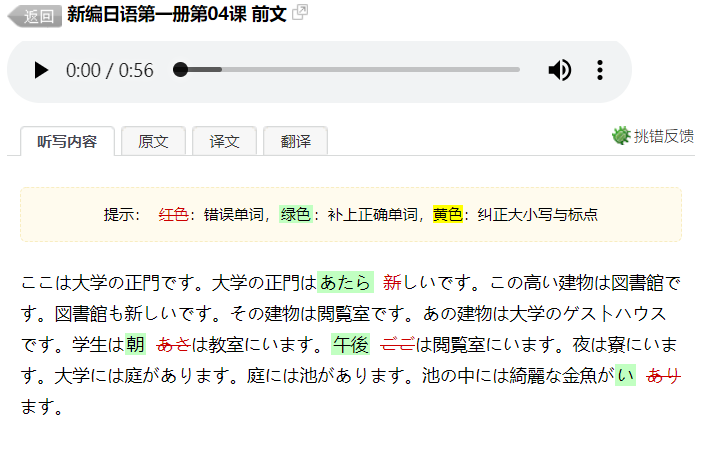 返回 新编日语第一册第04课 前文
0:00 / 0:56
听写内容 原文 译文 翻译 挑错反馈
提示： 红色：错误单词，绿色：补上正确单词，黄色：纠正大小写与标点
ここは大学の正門です。大学の正門はあたら 新しいです。この高い建物は図書館で
す。図書館も新しいです。その建物は閲覧室です。あの建物は大学のゲストハウス
です。学生は朝 あさは教室にいます。午後 ごごは閲覧室にいます。夜は寮にいま
す。大学には庭があります。庭には池があります。池の中には綺麗な金魚がい あり
ます。